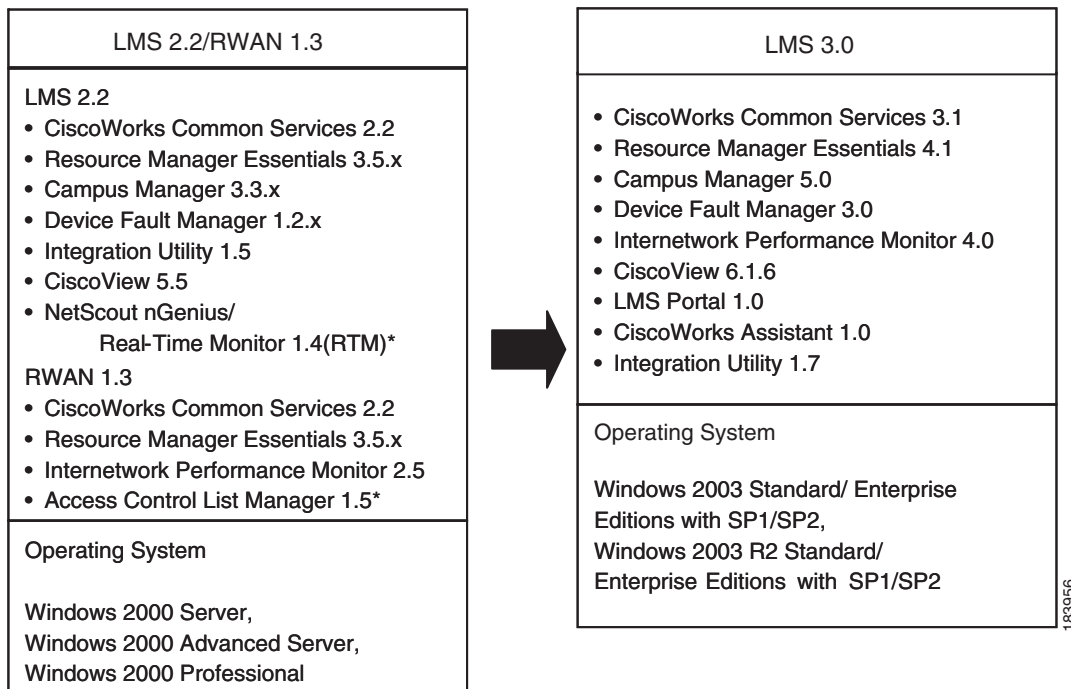 LMS 2.2/RWAN 1.3
LMS 2.2
• CiscoWorks Common Services 2.2
• Resource Manager Essentials 3.5.x
• Campus Manager 3.3.x
• Device Fault Manager 1.2.x
• Integration Utility 1.5
• CiscoView 5.5
• NetScout nGenius/
Real-Time Monitor 1.4(RTM)*
RWAN 1.3
• CiscoWorks Common Services 2.2
• Resource Manager Essentials 3.5.x
• Internetwork Performance Monitor 2.5
• Access Control List Manager 1.5*
Operating System
Windows 2000 Server,
Windows 2000 Advanced Server,
Windows 2000 Professional
LMS 3.0
• CiscoWorks Common Services 3.1
• Resource Manager Essentials 4.1
• Campus Manager 5.0
• Device Fault Manager 3.0
• Internetwork Performance Monitor 4.0
• CiscoView 6.1.6
• LMS Portal 1.0
• CiscoWorks Assistant 1.0
• Integration Utility 1.7
Operating System
Windows 2003 Standard/ Enterprise
Editions with SP1/SP2,
Windows 2003 R2 Standard/
Enterprise Editions with SP1/SP2
183956